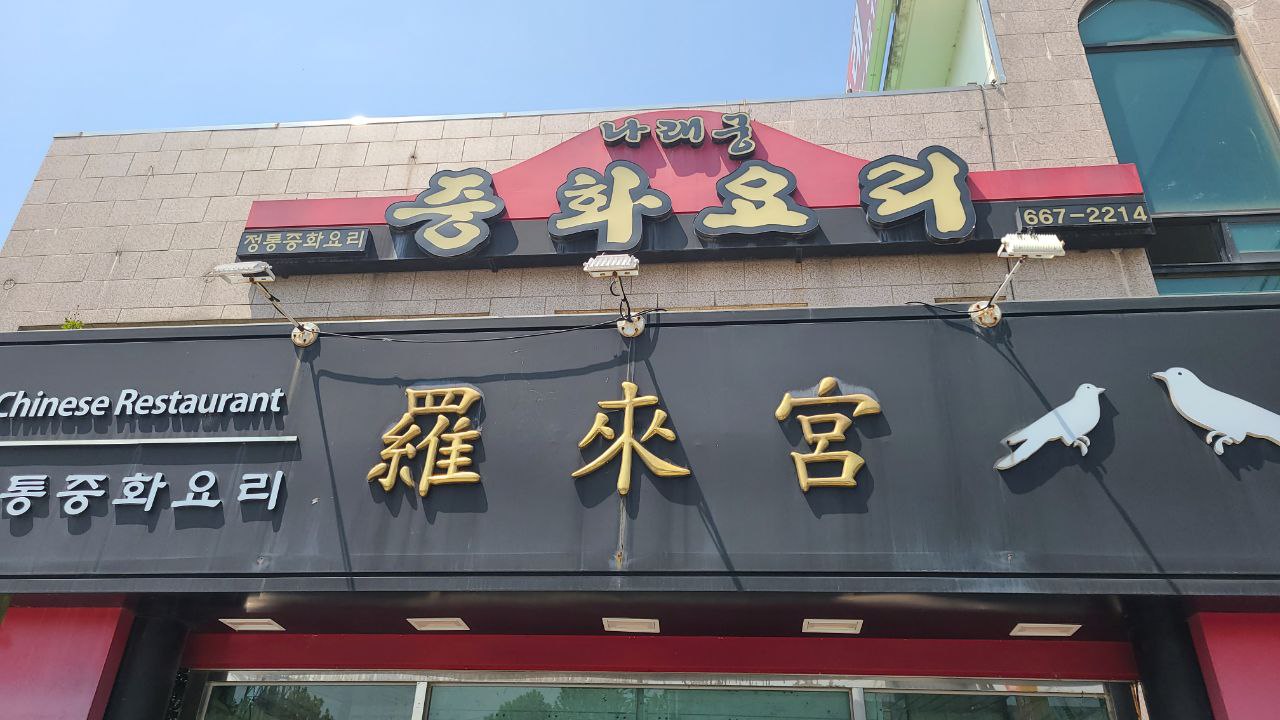 나래궁
중화요리
정통중화요리
667-2214
Chinese Restaurant
통중화요리
羅來宮